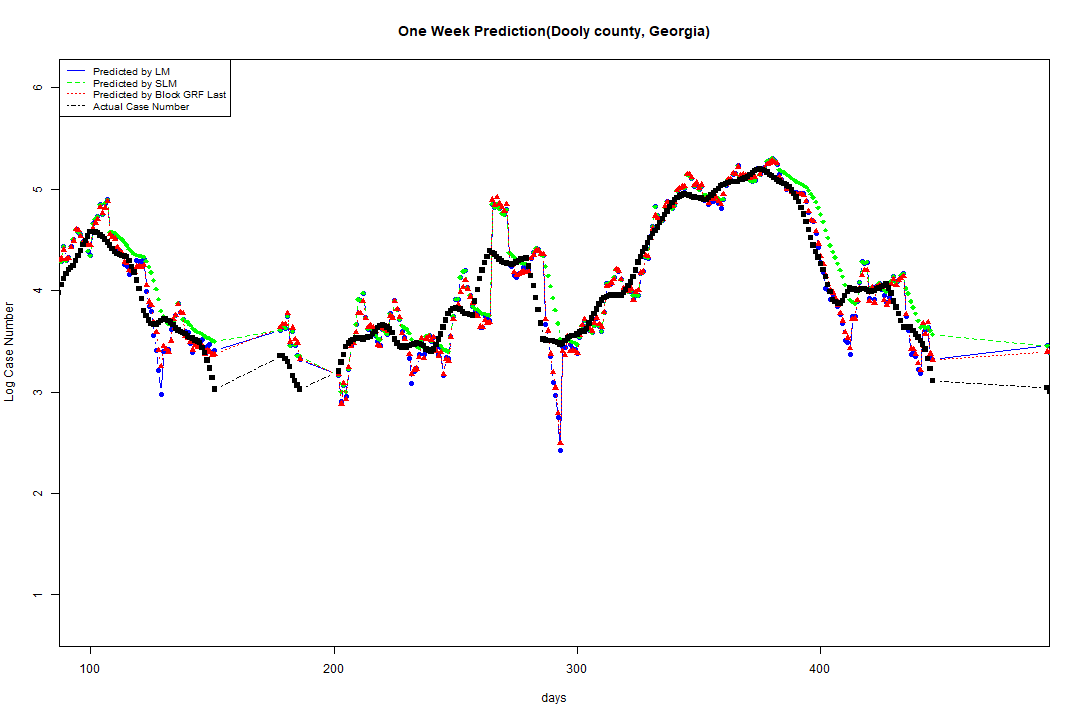 One Week Prediction(Dooly county, Georgia)
Predicted by LM
Predicted by SLM
Predicted by Block GRF Last
Actual Case Number
6
5
4
3
2
1
Log Case Number
100 200 300 400
days